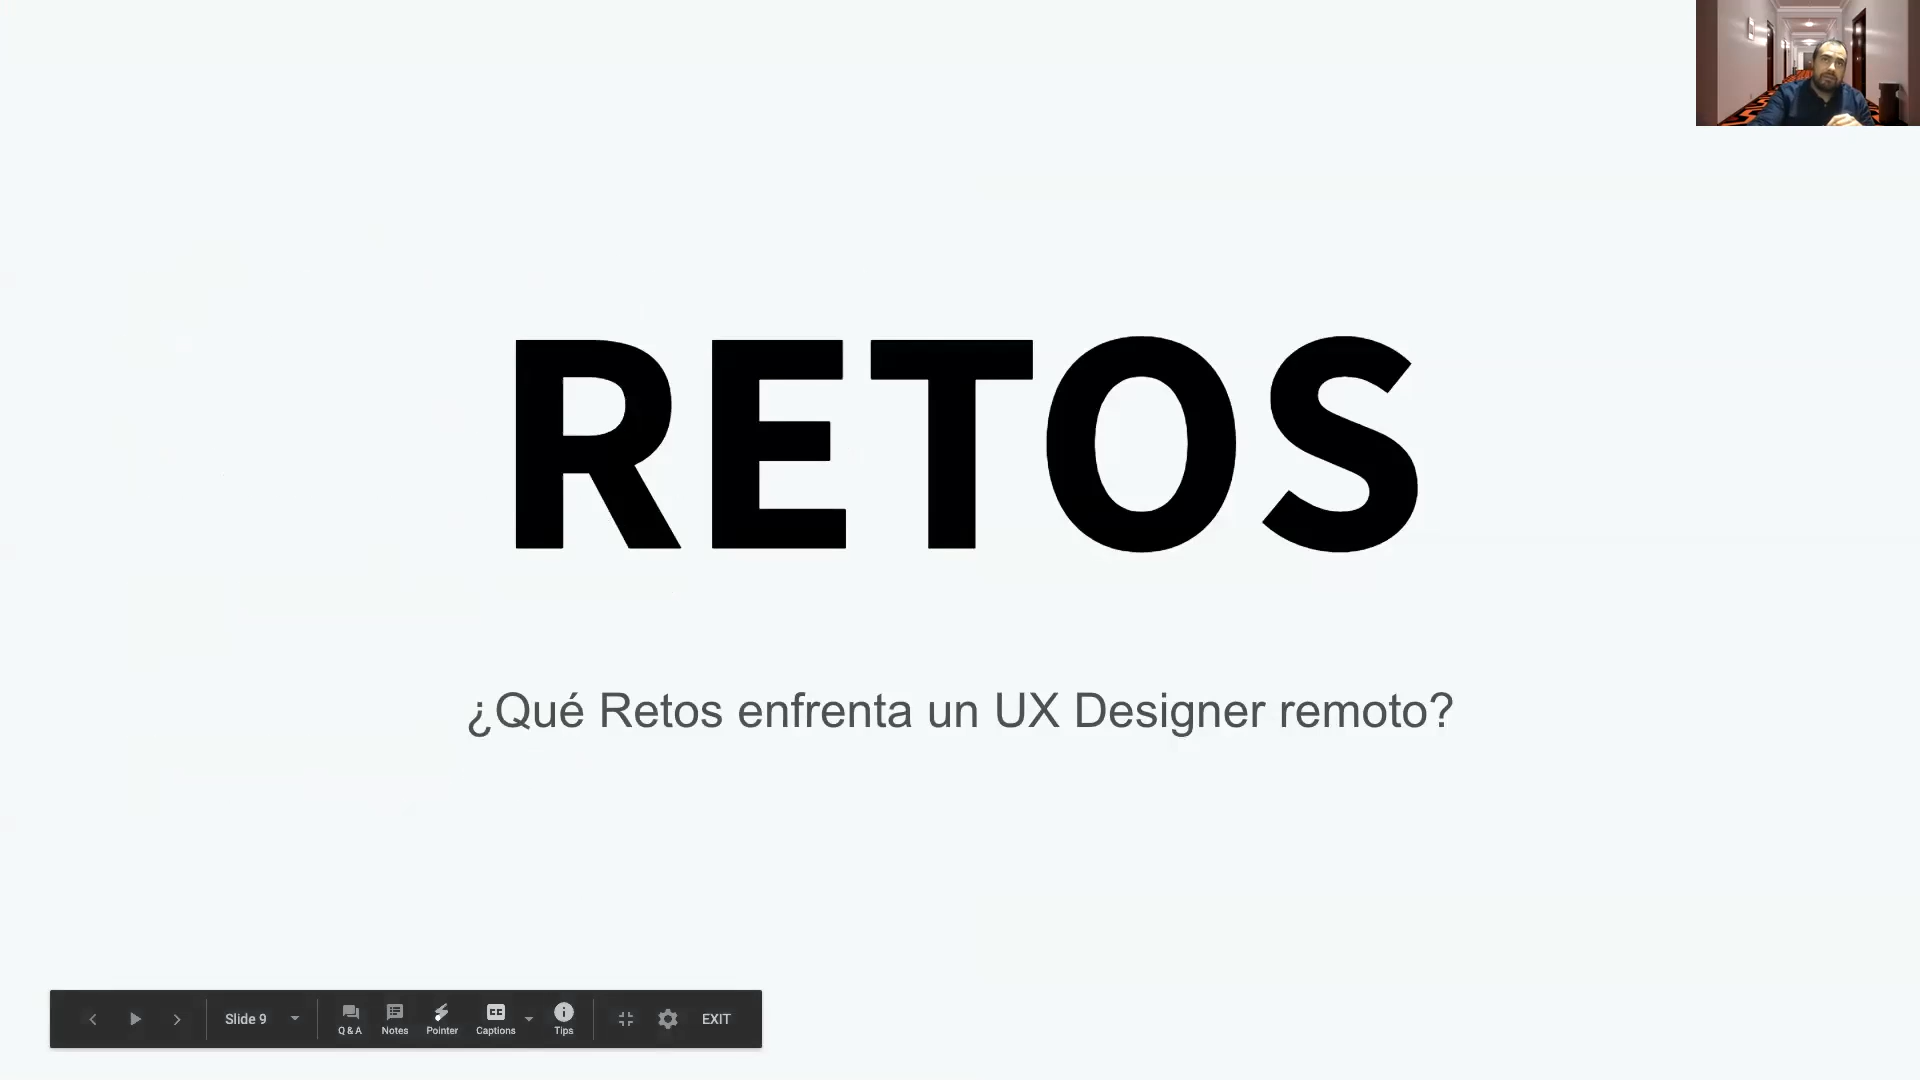 RETOS
¿Qué Retos enfrenta un UX Designer remoto?
Slide 9
Q & A
Notes
Pointer
Captions
Tips
EXIT